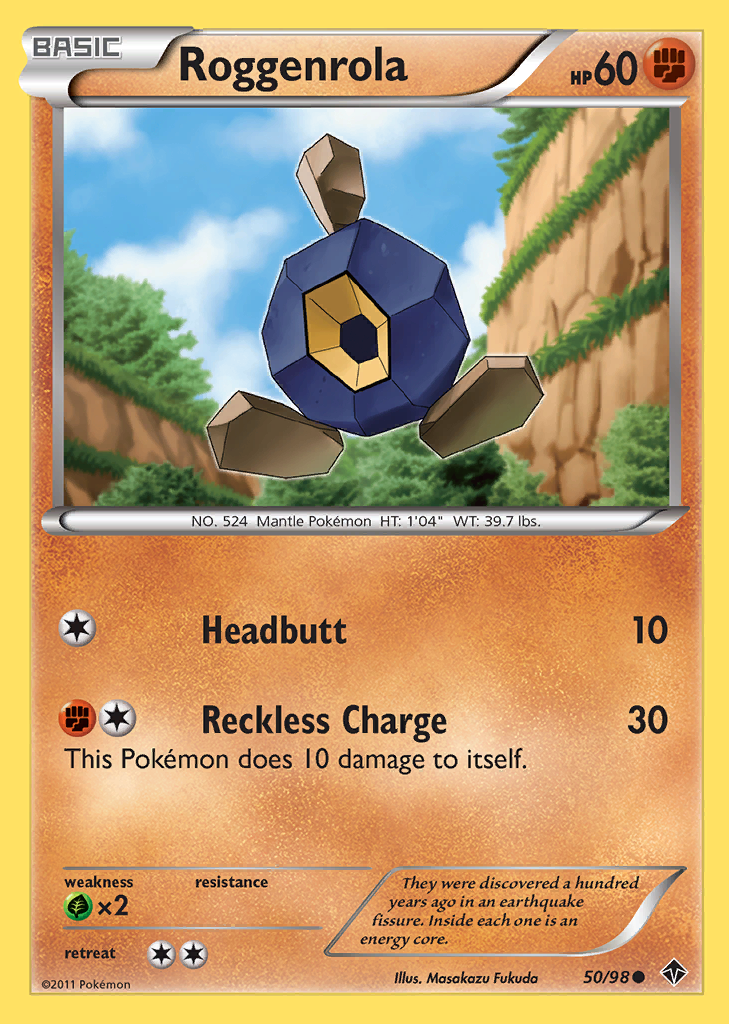 BASIC
Roggenrola
HP60
NO. 524 Mantle Pokémon HT: 1'04" WT: 39.7 lbs.
Headbutt 10
Reckless Charge 30
This Pokémon does 10 damage to itself.
weakness resistance
×2
retreat
They were discovered a hundred
years ago in an earthquake
fissure. Inside each one is an
energy core.
©2011 Pokémon
Illus. Masakazu Fukuda
50/98